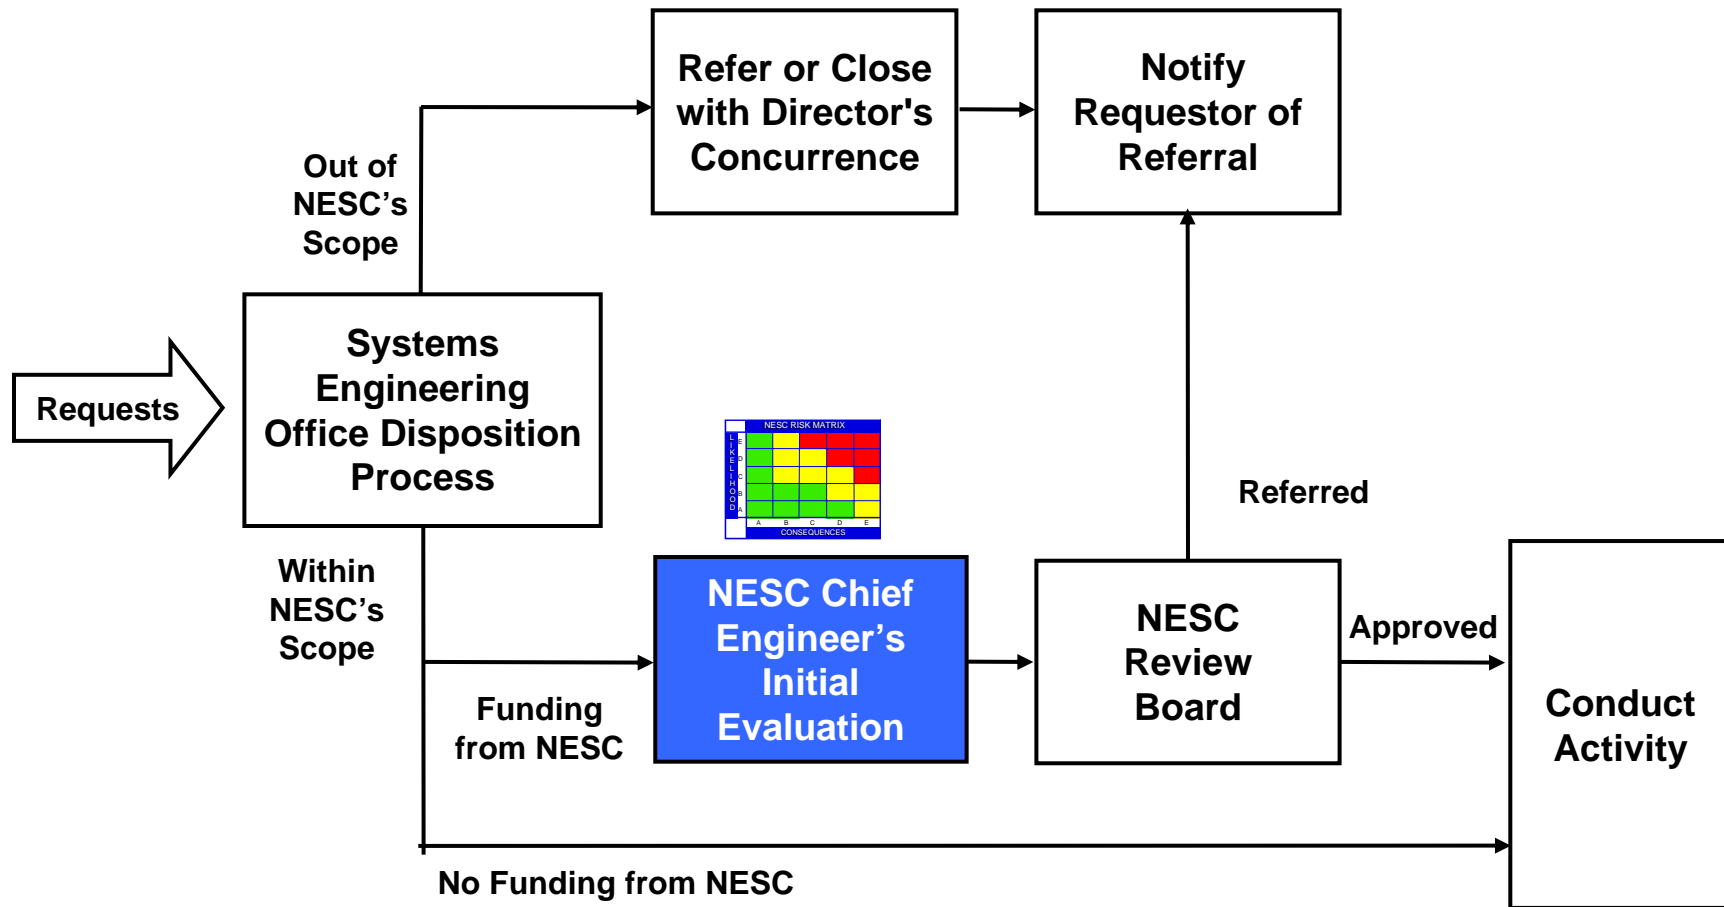 Refer or Close
with Director's
Concurrence
Notify
Requestor of
Referral
Out of
NESC’s
Scope
Requests
Systems
Engineering
Office Disposition
Process
NESC RISK MATRIX
LIKELIHOOD
E
D
C
B
A
A B C D E
CONSEQUENCES
Referred
Within
NESC’s
Scope
Funding
from NESC
NESC Chief
Engineer’s
Initial
Evaluation
NESC
Review
Board
Approved
Conduct
Activity
No Funding from NESC